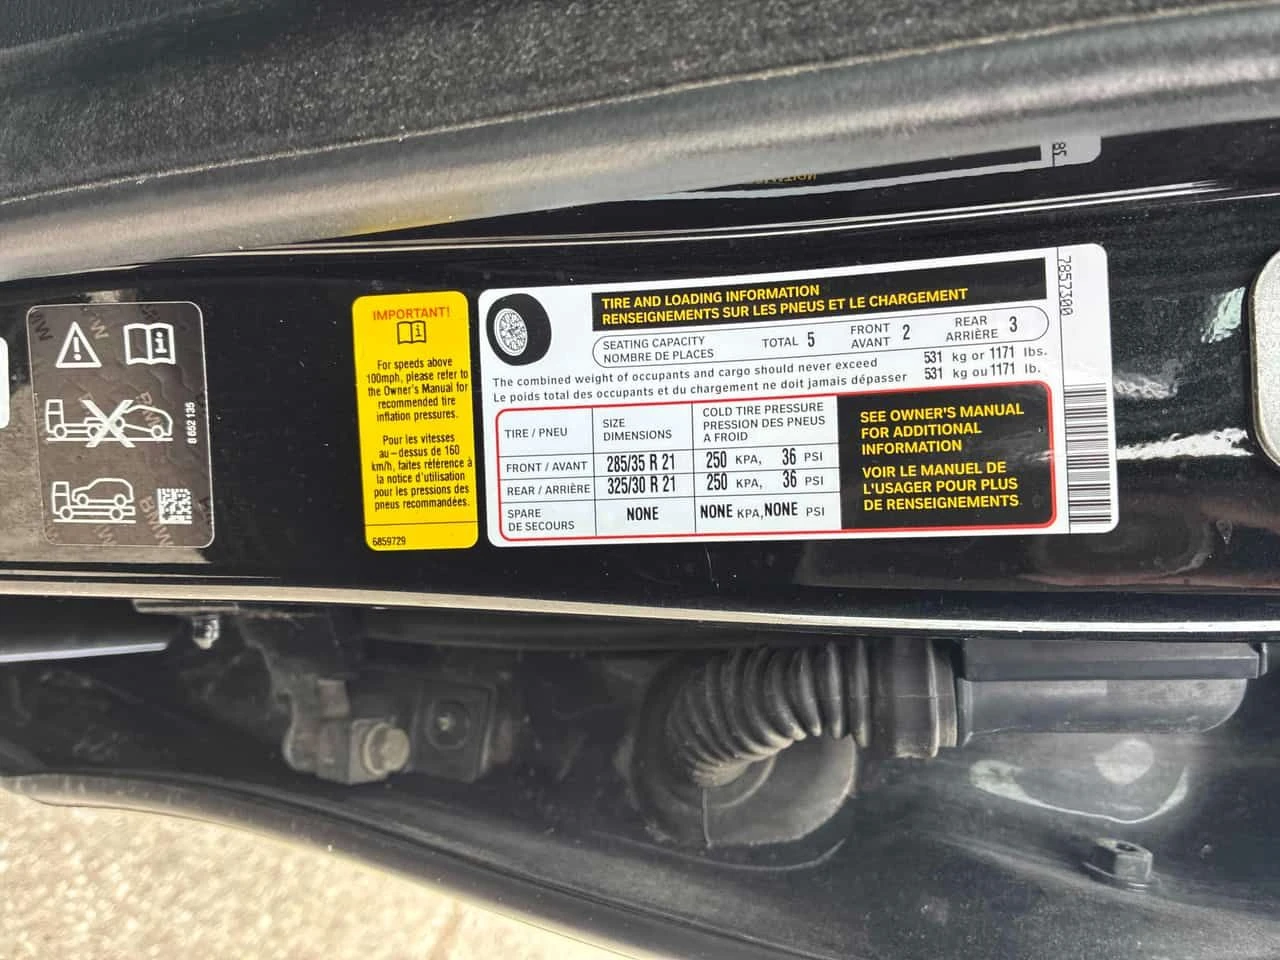 8 652 135
BMW
IMPORTANT!
i
For speeds above
100mph, please refer to
the Owner's Manual for
recommended tire
inflation pressures.
Pour les vitesses
au–dessus de 160
km/h, faites référence à
la notice d'utilisation
pour les pressions des
pneus recommandées.
6859729
TIRE AND LOADING INFORMATION
RENSEIGNEMENTS SUR LES PNEUS ET LE CHARGEMENT
SEATING CAPACITY
NOMBRE DE PLACES
TOTAL 5
FRONT
AVANT 2
REAR
ARRIÈRE 3
The combined weight of occupants and cargo should never exceed 531 kg or 1171 lbs.
Le poids total des occupants et du chargement ne doit jamais dépasser 531 kg ou 1171 lb.
TIRE / PNEU
SIZE
DIMENSIONS
COLD TIRE PRESSURE
PRESSION DES PNEUS
A FROID
FRONT / AVANT 285/35 R 21 250 KPA, 36 PSI
REAR / ARRIÈRE 325/30 R 21 250 KPA, 36 PSI
SPARE
DE SECOURS
NONE NONE KPA, NONE PSI
SEE OWNER'S MANUAL
FOR ADDITIONAL
INFORMATION
VOIR LE MANUEL DE
L'USAGER POUR PLUS
DE RENSEIGNEMENTS
7857300